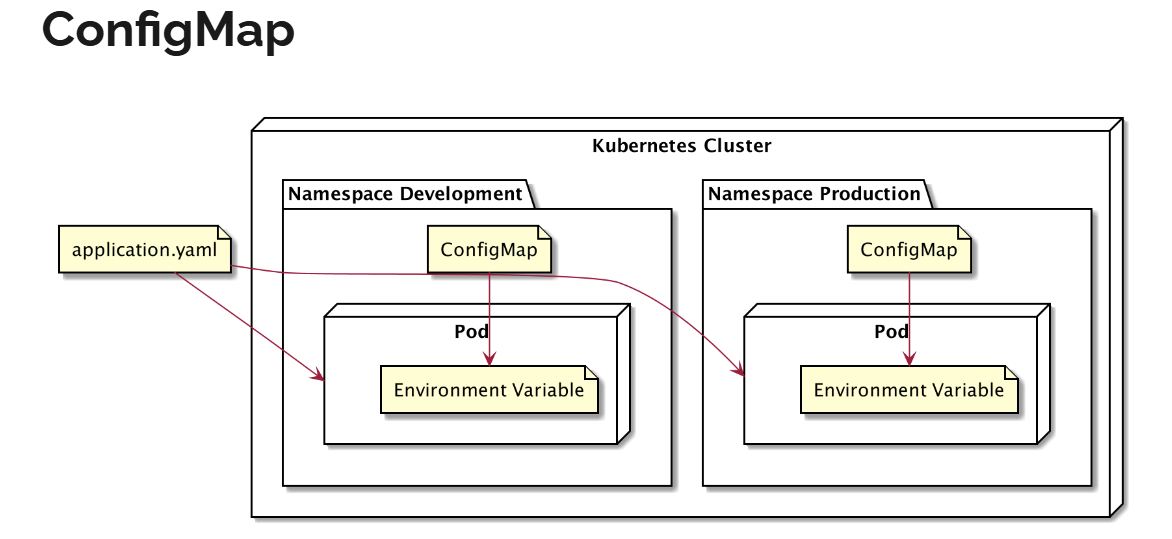 ConfigMap
Kubernetes Cluster
Namespace Development
Namespace Production
application.yaml
ConfigMap
ConfigMap
Pod
Pod
Environment Variable
Environment Variable